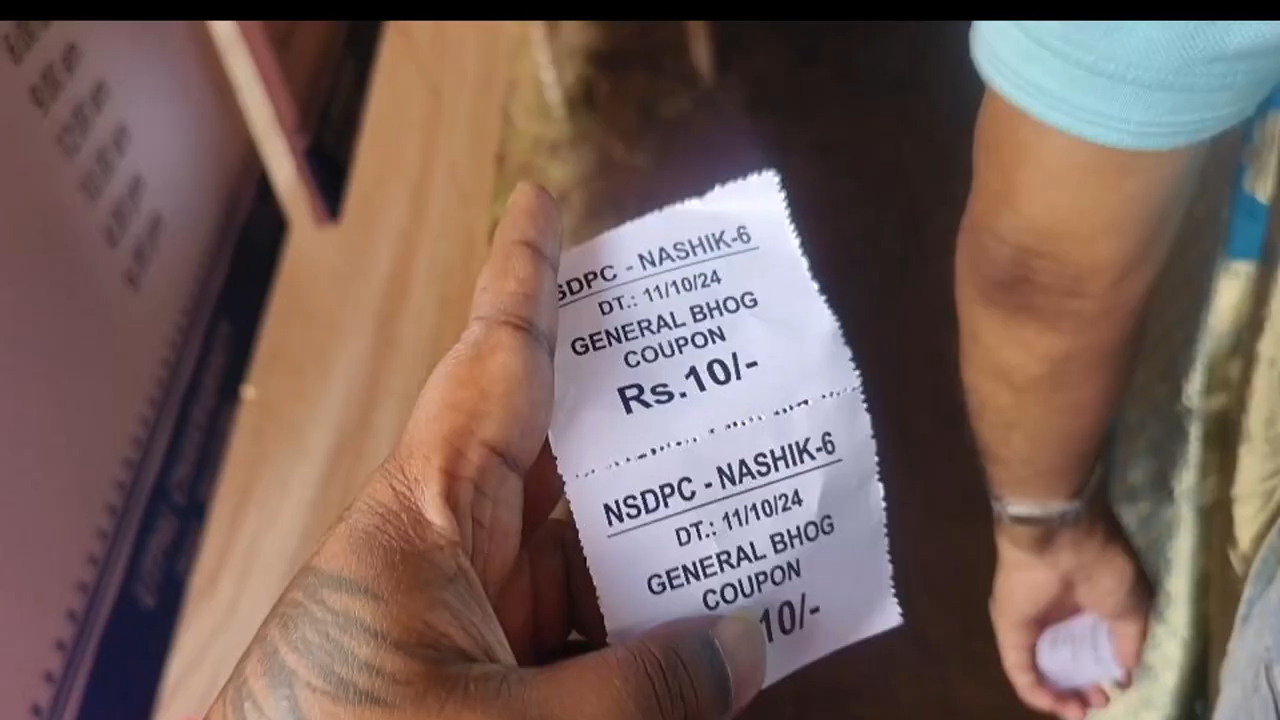 SDPC - NASHIK-6
DT.: 11/10/24
GENERAL BHOG
COUPON
Rs.10/-
NSDPC - NASHIK-6
DT.: 11/10/24
GENERAL BHOG
COUPON
10/-